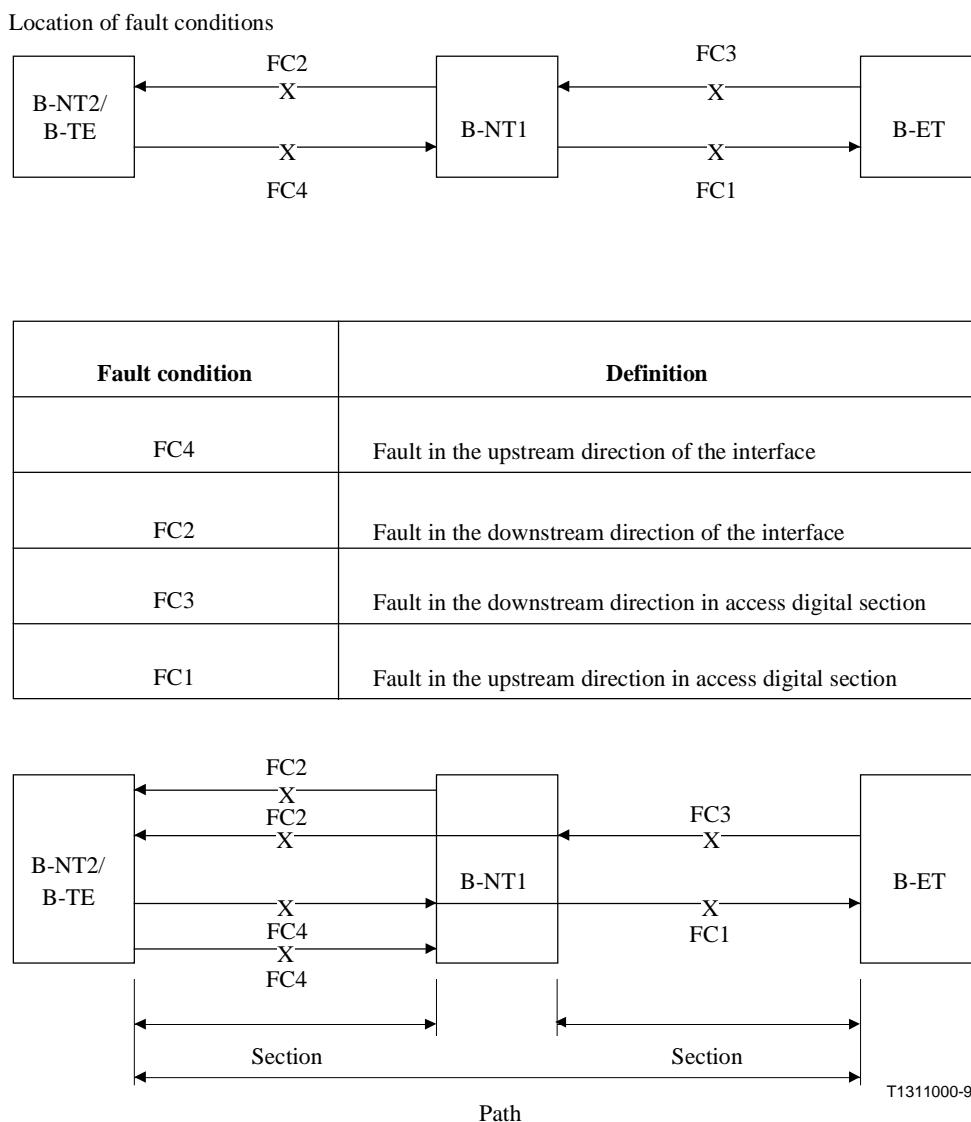 Location of fault conditions
FC2
FC3
X
X
B-NT2/
B-TE
B-NT1
B-ET
X
X
FC4
FC1
Fault condition
Definition
FC4
Fault in the upstream direction of the interface
FC2
Fault in the downstream direction of the interface
FC3
Fault in the downstream direction in access digital section
FC1
Fault in the upstream direction in access digital section
FC2
X
FC2
FC3
X
X
B-NT2/
B-TE
B-NT1
B-ET
X
X
FC4
FC1
X
FC4
Section
Section
T1311000-9
Path